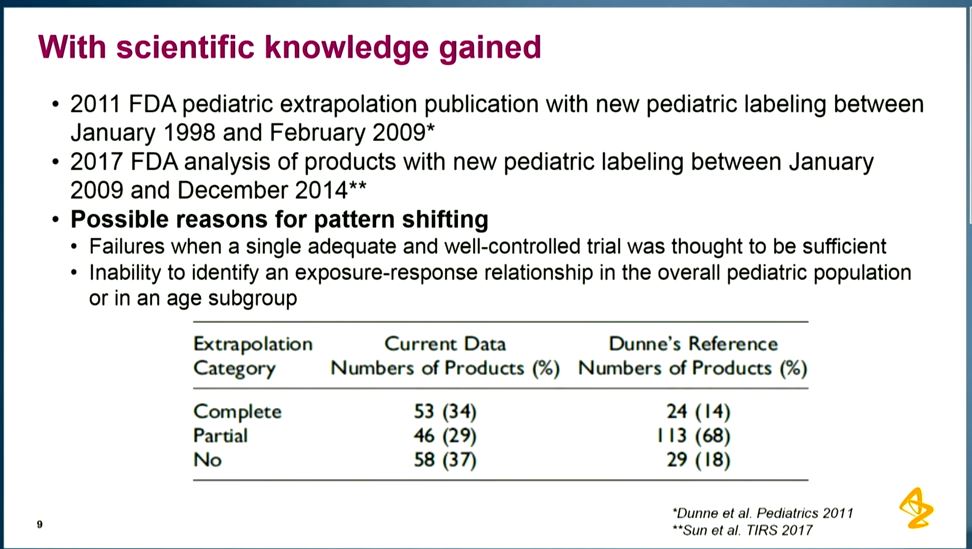 With scientific knowledge gained
• 2011 FDA pediatric extrapolation publication with new pediatric labeling between
January 1998 and February 2009*
• 2017 FDA analysis of products with new pediatric labeling between January
2009 and December 2014**
• Possible reasons for pattern shifting
• Failures when a single adequate and well-controlled trial was thought to be sufficient
• Inability to identify an exposure-response relationship in the overall pediatric population
or in an age subgroup
Extrapolation Current Data Dunne's Reference
Category Numbers of Products (%) Numbers of Products (%)
Complete 53 (34) 24 (14)
Partial 46 (29) 113 (68)
No 58 (37) 29 (18)
*Dunne et al. Pediatrics 2011
**Sun et al. TIRS 2017
9